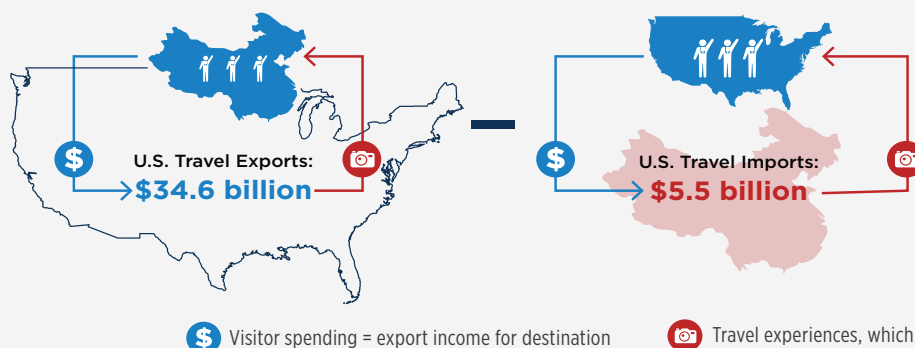 U.S. Travel Exports:
$34.6 billion
U.S. Travel Imports:
$5.5 billion
$ Visitor spending = export income for destination
Travel experiences, which
$
$